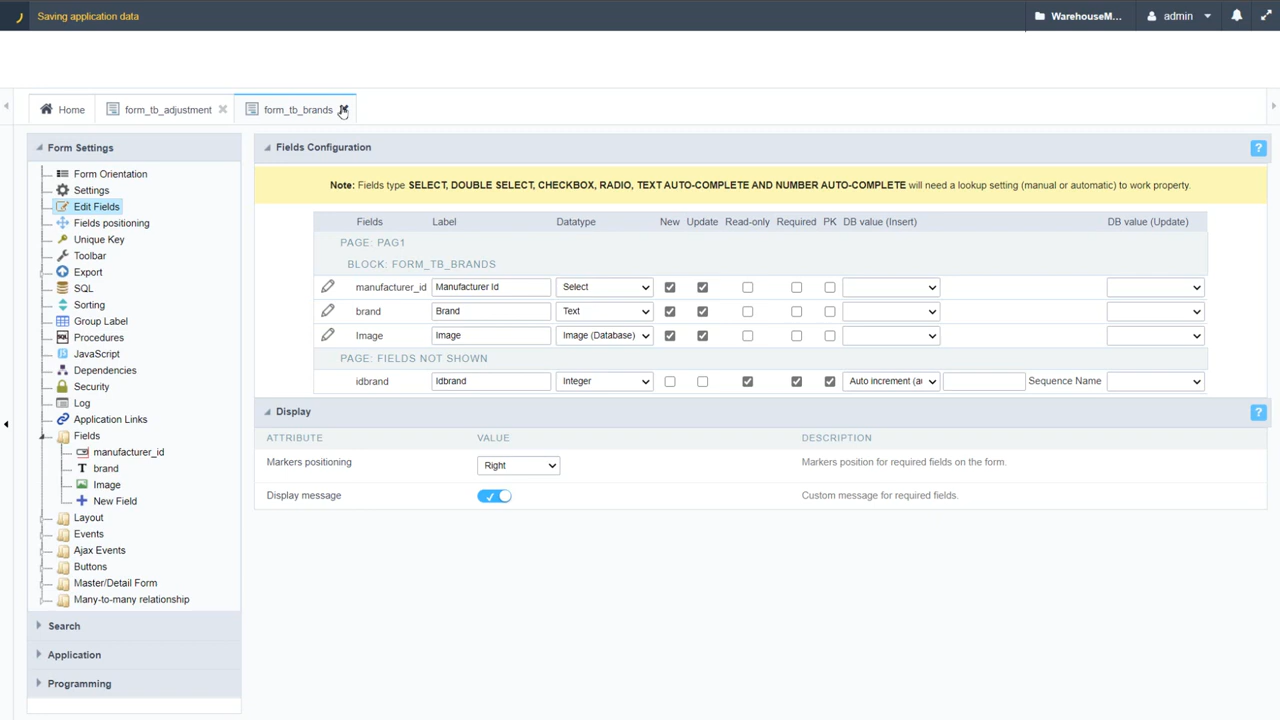 Saving application data
WarehouseM...
admin
Home
form_tb_adjustment
form_tb_brands
Form Settings
Form Orientation
Settings
Edit Fields
Fields positioning
Unique Key
Toolbar
Export
SQL
Sorting
Group Label
Procedures
JavaScript
Dependencies
Security
Log
Application Links
Fields
manufacturer_id
brand
Image
New Field
Layout
Events
Ajax Events
Buttons
Master/Detail Form
Many-to-many relationship
Search
Application
Programming
Fields Configuration
?
Note: Fields type SELECT, DOUBLE SELECT, CHECKBOX, RADIO, TEXT AUTO-COMPLETE AND NUMBER AUTO-COMPLETE will need a lookup setting (manual or automatic) to work property.
Fields Label Datatype New Update Read-only Required PK DB value (Insert) DB value (Update)
PAGE: PAG1
BLOCK: FORM_TB_BRANDS
manufacturer_id Manufacturer Id Select
brand Brand Text
Image Image Image (Database)
PAGE: FIELDS NOT SHOWN
idbrand Idbrand Integer Auto increment (au Sequence Name
Display
?
ATTRIBUTE VALUE DESCRIPTION
Markers positioning Right Markers position for required fields on the form.
Display message Custom message for required fields.